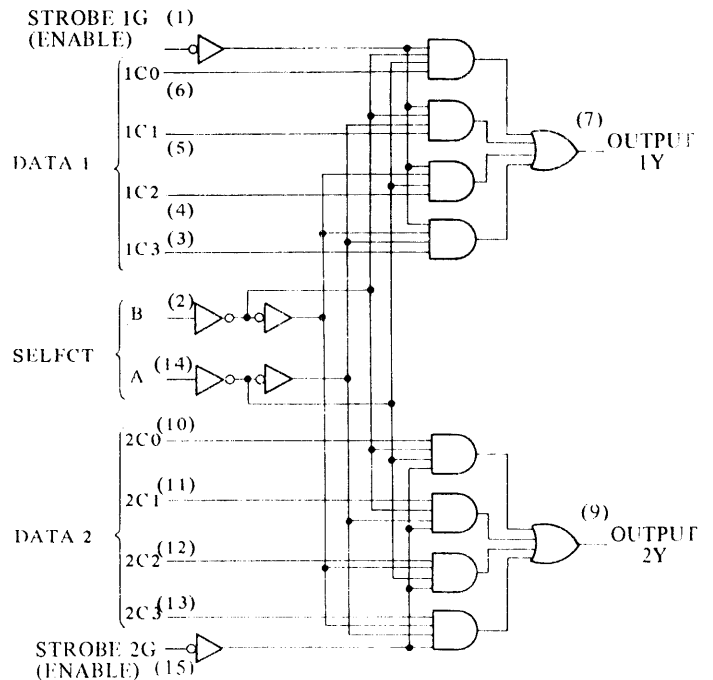 STROBE 1G (1)
(ENABLE)
1C0
(6)
1C1
(5)
DATA 1
1C2
(4)
1C3 (3)
B (2)
SELFCT
A (14)
2C0 (10)
2C1 (11)
DATA 2
2C2 (12)
2C3 (13)
STROBE 2G
(ENABLE) (15)
(7)
OUTPUT
1Y
(9)
OUTPUT
2Y